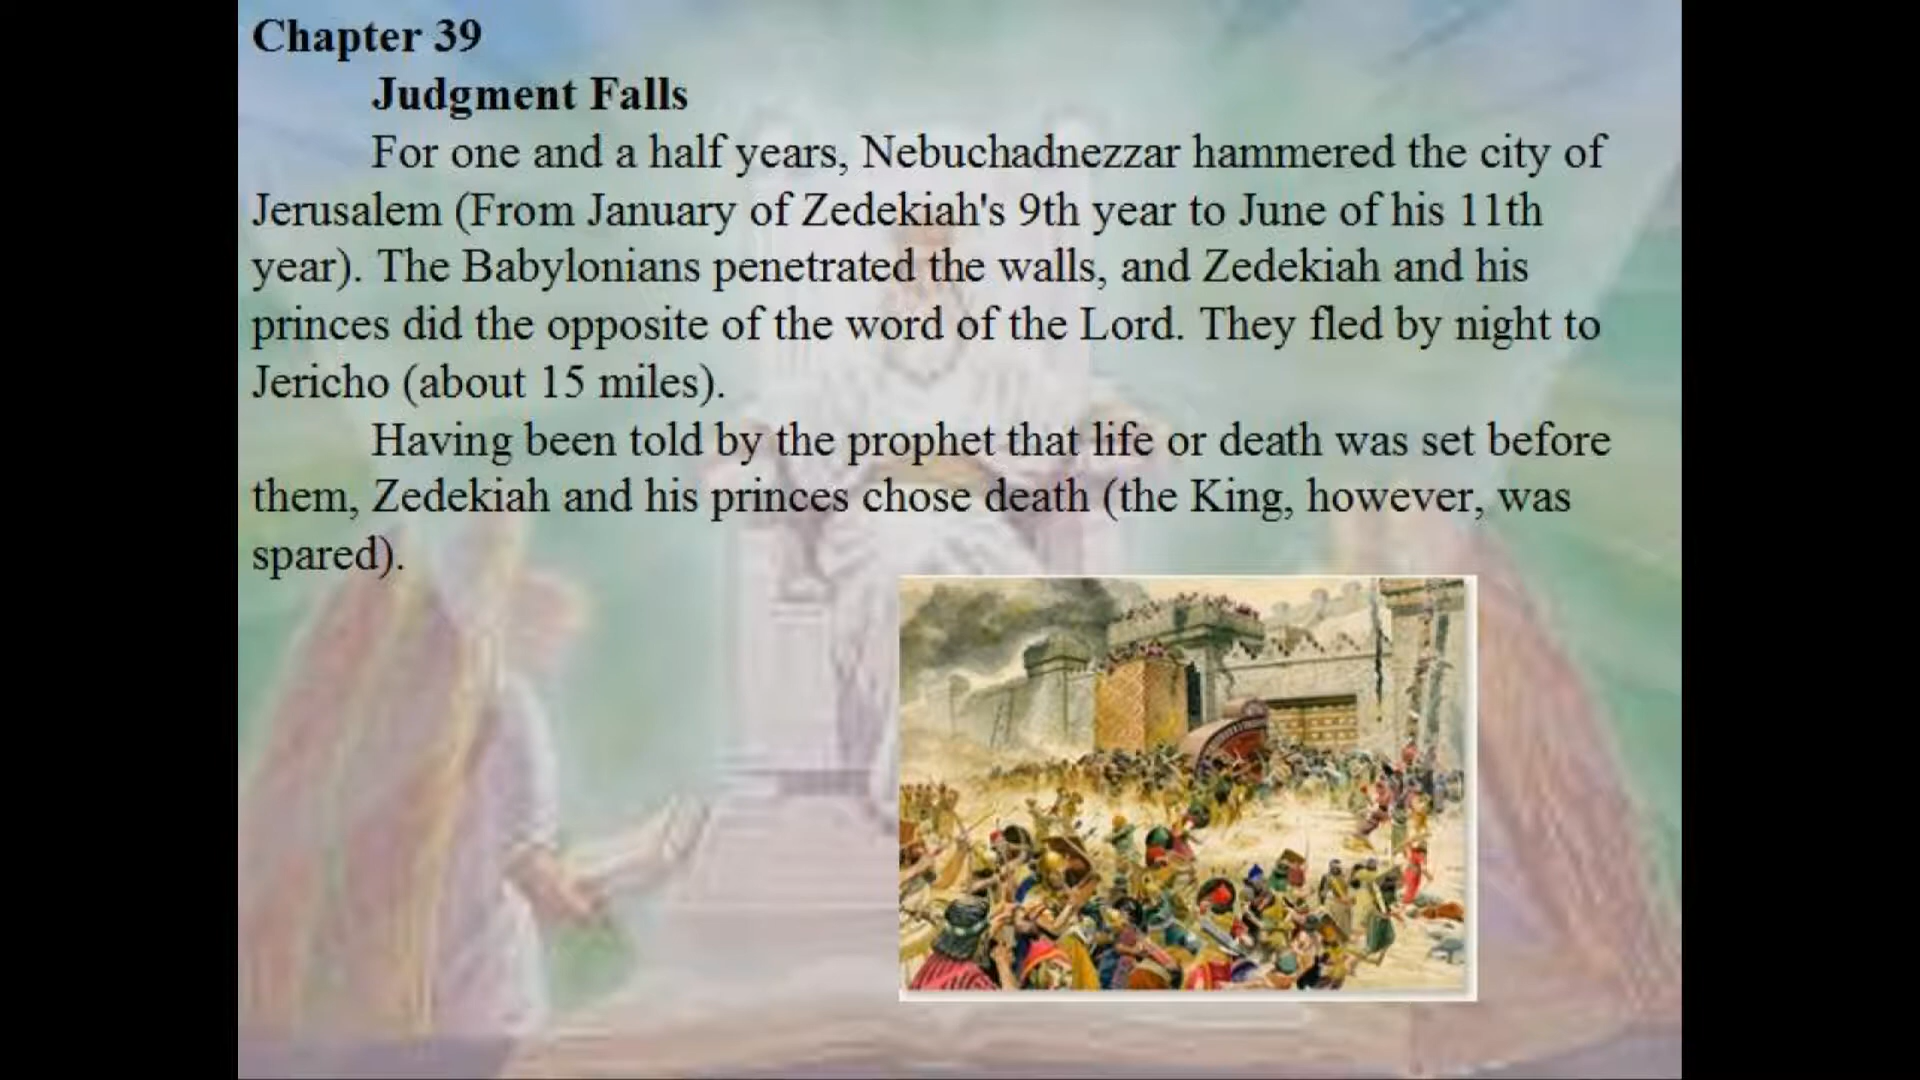 Chapter 39
Judgment Falls
For one and a half years, Nebuchadnezzar hammered the city of
Jerusalem (From January of Zedekiah's 9th year to June of his 11th
year). The Babylonians penetrated the walls, and Zedekiah and his
princes did the opposite of the word of the Lord. They fled by night to
Jericho (about 15 miles).
Having been told by the prophet that life or death was set before
them, Zedekiah and his princes chose death (the King, however, was
spared).